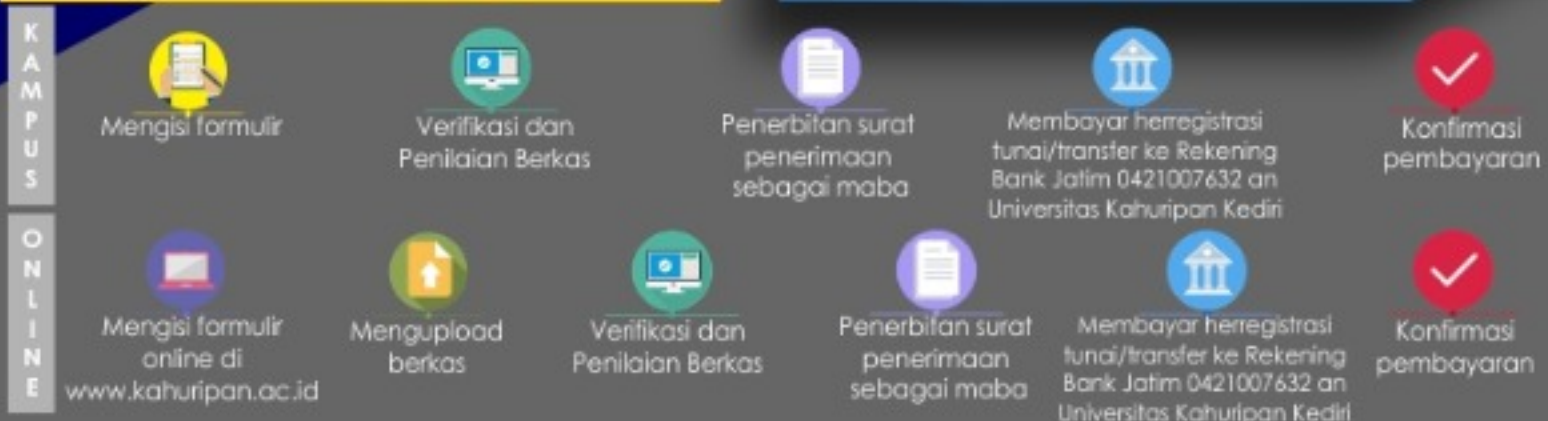 KAMPUS
Mengisi formulir
Verifikasi dan
Penilaian Berkas
Penerbitan surat
penerimaan
sebagai maba
Membayar herregistrasi
tunai/transfer ke Rekening
Bank Jatim 0421007632 an
Universitas Kahuripan Kediri
Konfirmasi
pembayaran
ONLINE
Mengisi formulir
online di
www.kahuripan.ac.id
Mengupload
berkas
Verifikasi dan
Penilaian Berkas
Penerbitan surat
penerimaan
sebagai maba
Membayar herregistrasi
tunai/transfer ke Rekening
Bank Jatim 0421007632 an
Universitas Kahuripan Kediri
Konfirmasi
pembayaran